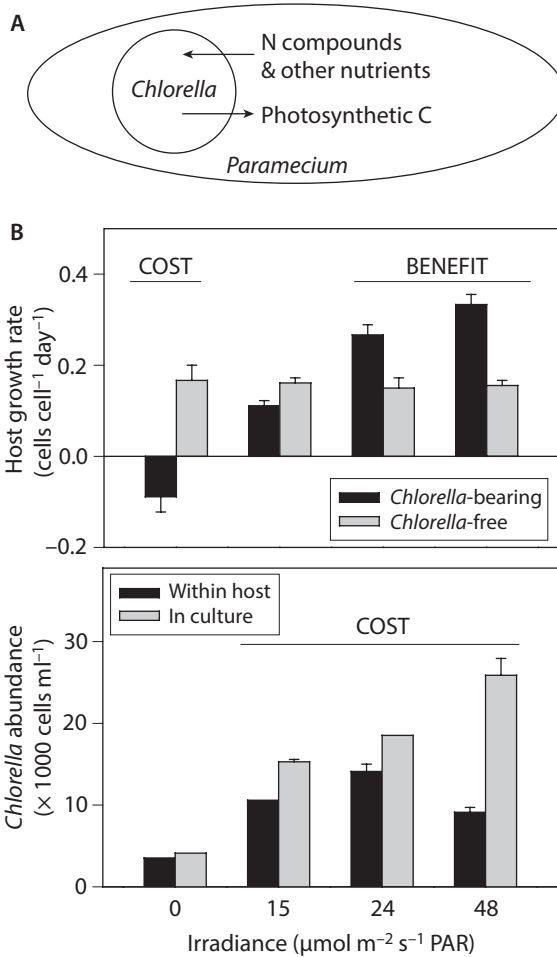 A
N compounds
& other nutrients
Chlorella
Photosynthetic C
Paramecium
B
COST
BENEFIT
0.4
0.2
0.0
–0.2
Host growth rate
(cells cell⁻¹ day⁻¹)
Chlorella-bearing
Chlorella-free
Within host
In culture
COST
30
20
10
0
Chlorella abundance
(× 1000 cells ml⁻¹)
0 15 24 48
Irradiance (μmol m⁻² s⁻¹ PAR)